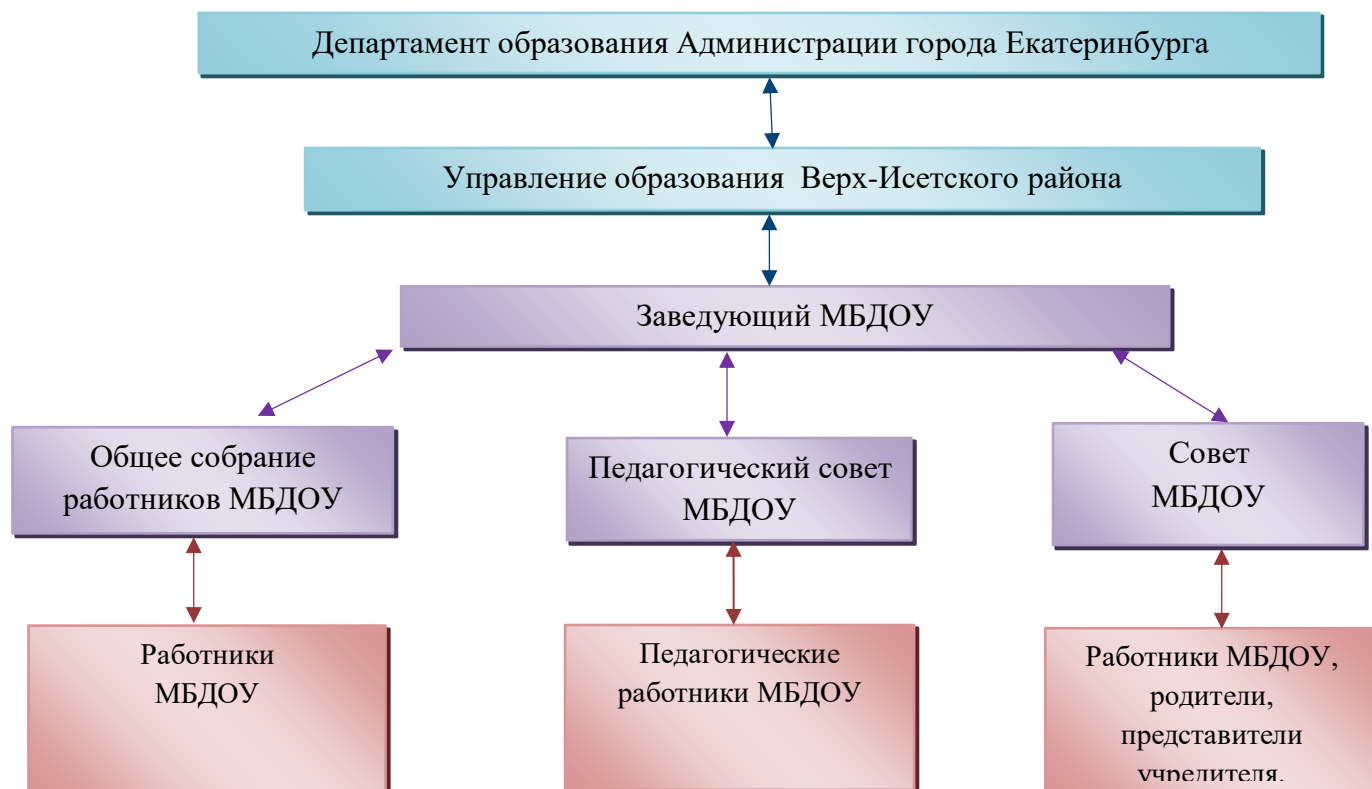 Департамент образования Администрации города Екатеринбурга
Управление образования Верх-Исетского района
Заведующий МБДОУ
Общее собрание
работников МБДОУ
Педагогический совет
МБДОУ
Совет
МБДОУ
Работники
МБДОУ
Педагогические
работники МБДОУ
Работники МБДОУ,
родители,
представители
учредителя,